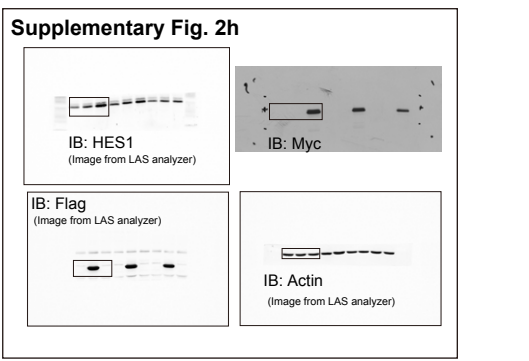 Supplementary Fig. 2h
IB: HES1
(Image from LAS analyzer)
IB: Myc
IB: Flag
(Image from LAS analyzer)
IB: Actin
(Image from LAS analyzer)